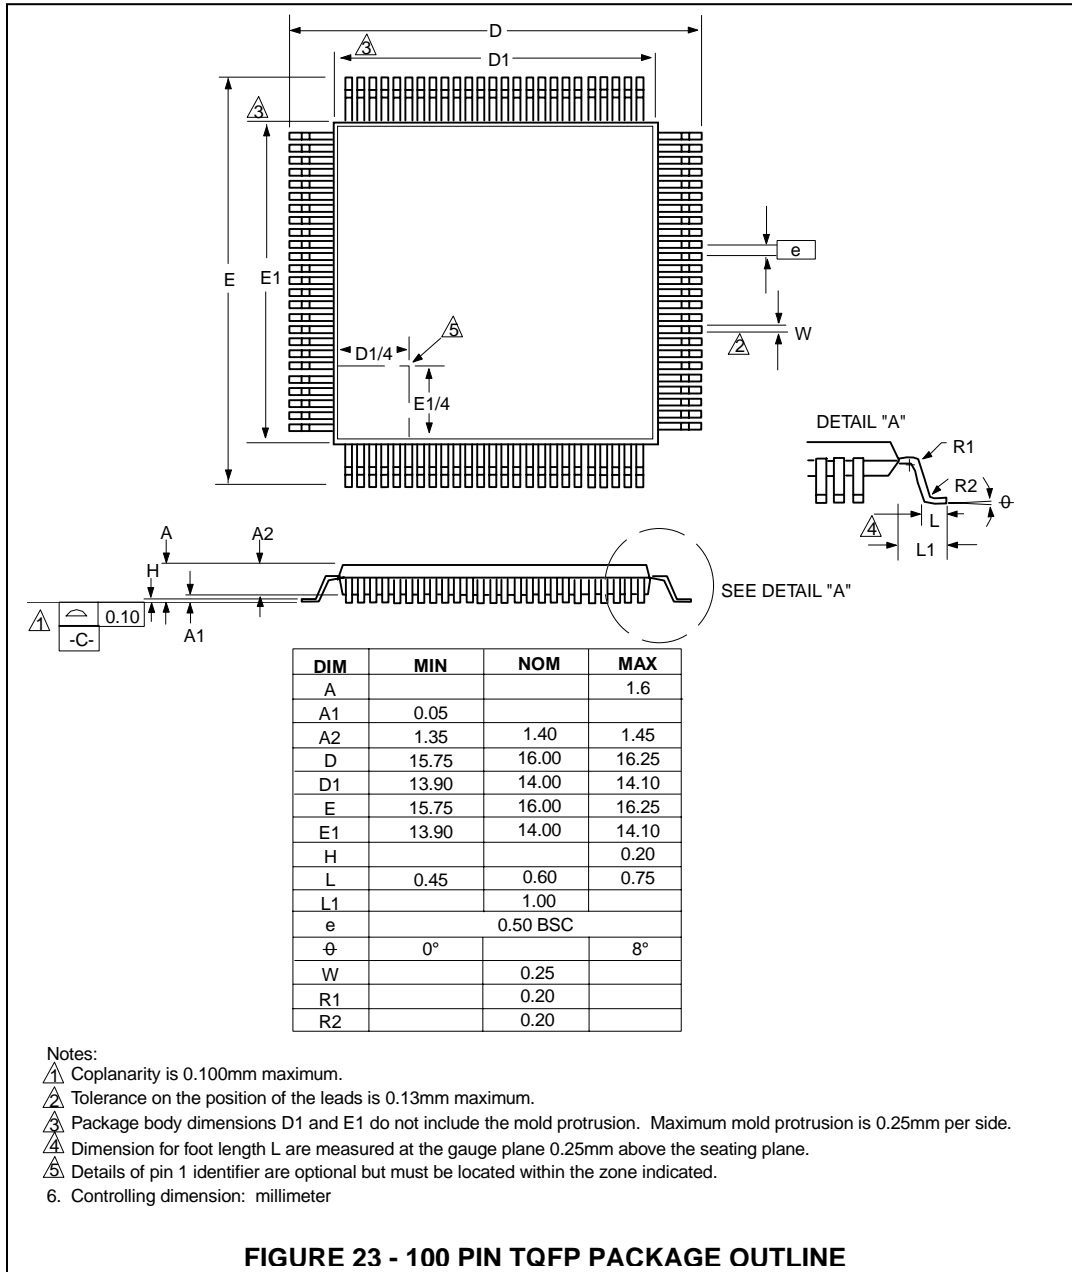 D
3
D1
3
E
E1
e
5
W
2
D1/4
E1/4
DETAIL "A"
R1
R2
θ
4
L
L1
A
A2
H
SEE DETAIL "A"
1
0.10
A1
-C-
DIM MIN NOM MAX
A 1.6
A1 0.05
A2 1.35 1.40 1.45
D 15.75 16.00 16.25
D1 13.90 14.00 14.10
E 15.75 16.00 16.25
E1 13.90 14.00 14.10
H 0.20
L 0.45 0.60 0.75
L1 1.00
e 0.50 BSC
θ 0° 8°
W 0.25
R1 0.20
R2 0.20
Notes:
1 Coplanarity is 0.100mm maximum.
2 Tolerance on the position of the leads is 0.13mm maximum.
3 Package body dimensions D1 and E1 do not include the mold protrusion. Maximum mold protrusion is 0.25mm per side.
4 Dimension for foot length L are measured at the gauge plane 0.25mm above the seating plane.
5 Details of pin 1 identifier are optional but must be located within the zone indicated.
6. Controlling dimension: millimeter
FIGURE 23 - 100 PIN TQFP PACKAGE OUTLINE